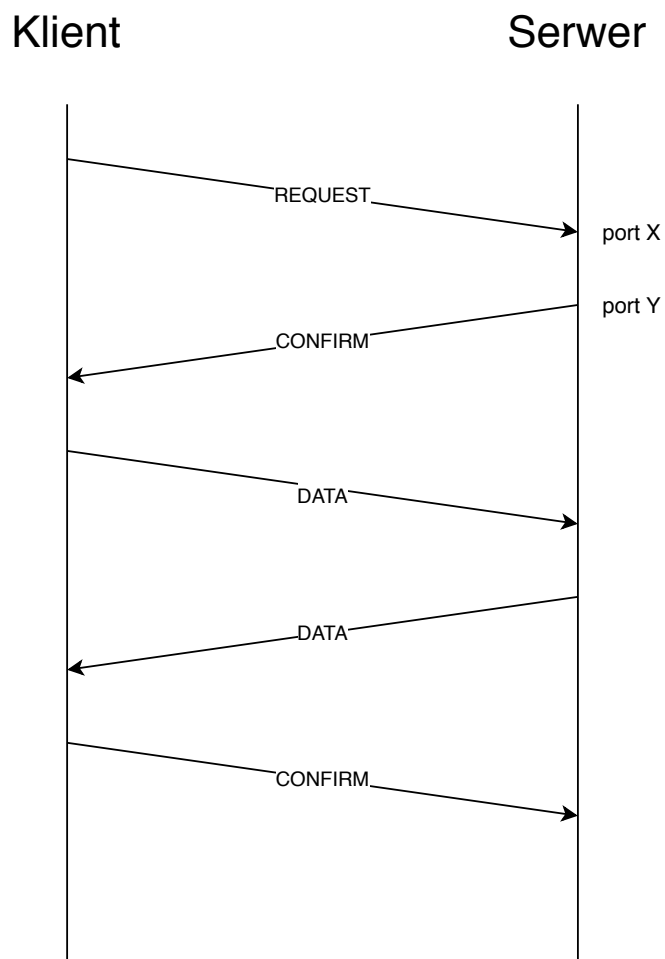 Klient
Serwer
REQUEST
port X
port Y
CONFIRM
DATA
DATA
CONFIRM